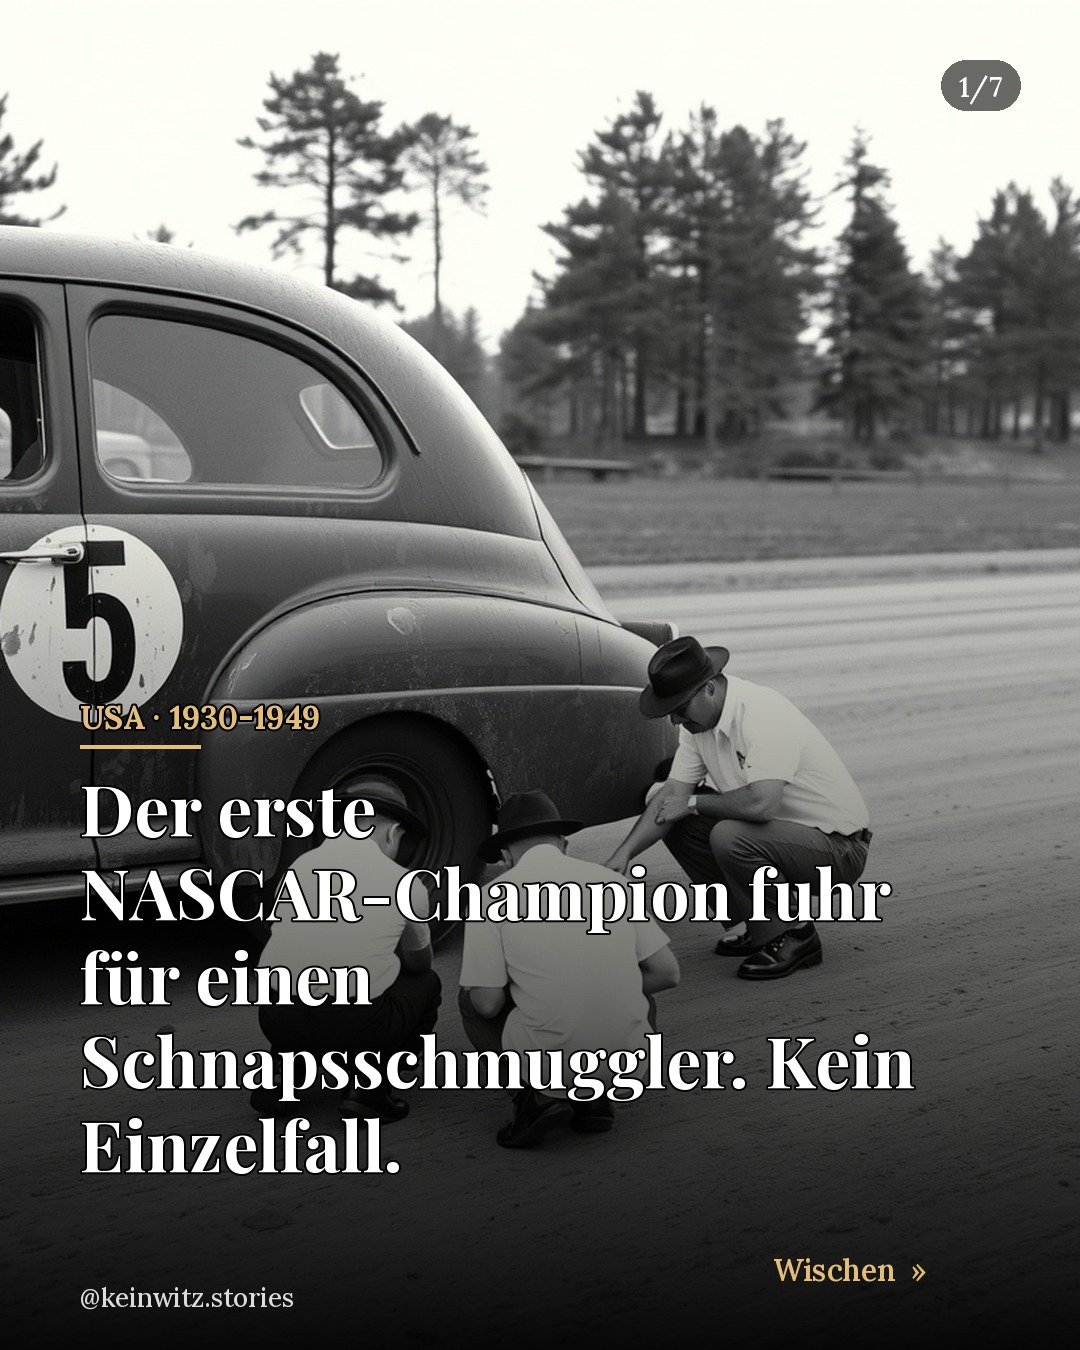 1/7
5
USA · 1930–1949
Der erste
NASCAR-Champion fuhr
für einen
Schnapsschmuggler. Kein
Einzelfall.
Wischen »
@keinwitz.stories